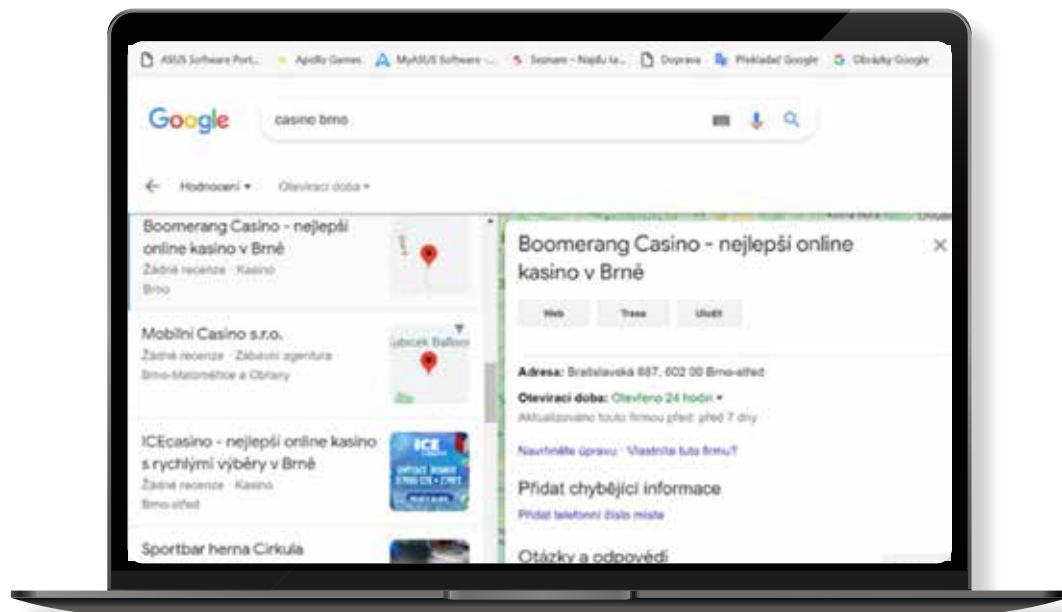 ASUS Software Port... Apollo Games MyASUS Software -... Seznam - Najdu ta... Doprava Překladač Google Obrázky Google
Google casino brno
Hodnocení Otevírací doba
Boomerang Casino - nejlepší
online kasino v Brně
Žádné recenze · Kasino
Brno
Mobilní Casino s.r.o.
Žádné recenze · Zábavní agentura
Brno-Maloměřice a Obřany
ICEcasino - nejlepší online kasino
s rychlými výběry v Brně
Žádné recenze · Kasino
Brno-střed
ICE
Sportbar herna Cirkula
Boomerang Casino - nejlepší online
kasino v Brně
Web Trasa Uložit
Adresa: Bratislavská 887, 602 00 Brno-střed
Otevírací doba: Otevřeno 24 hodin
Aktualizováno touto firmou před: před 7 dny
Navrhněte úpravu · Vlastníte tuto firmu?
Přidat chybějící informace
Přidat telefonní číslo místa
Otázky a odpovědi